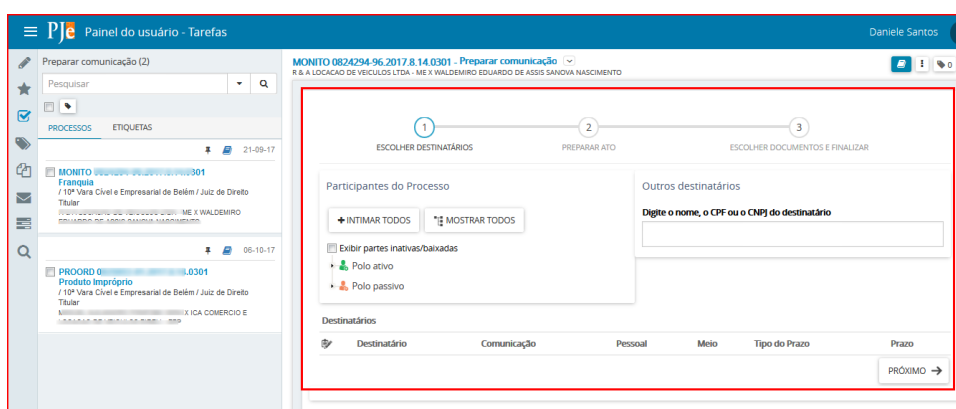 PJe Painel do usuário - Tarefas
Daniele Santos
Preparar comunicação (2)
Pesquisar
PROCESSOS ETIQUETAS
21-09-17
MONITO .0301
Franquia
/ 10ª Vara Cível e Empresarial de Belém / Juiz de Direito
Titular
ME X WALDEMIRO
EDUARDO DE ASSIS SANOVA NASCIMENTO
06-10-17
PROORD 0 .0301
Produto Impróprio
/ 10ª Vara Cível e Empresarial de Belém / Juiz de Direito
Titular
X ICA COMERCIO E
MONITO 0824294-96.2017.8.14.0301 - Preparar comunicação
R & A LOCACAO DE VEICULOS LTDA - ME X WALDEMIRO EDUARDO DE ASSIS SANOVA NASCIMENTO
0
1
2
3
ESCOLHER DESTINATÁRIOS
PREPARAR ATO
ESCOLHER DOCUMENTOS E FINALIZAR
Participantes do Processo
INTIMAR TODOS
MOSTRAR TODOS
Exibir partes inativas/baixadas
Polo ativo
Polo passivo
Outros destinatários
Digite o nome, o CPF ou o CNPJ do destinatário
Destinatários
Destinatário Comunicação Pessoal Meio Tipo do Prazo Prazo
PRÓXIMO →